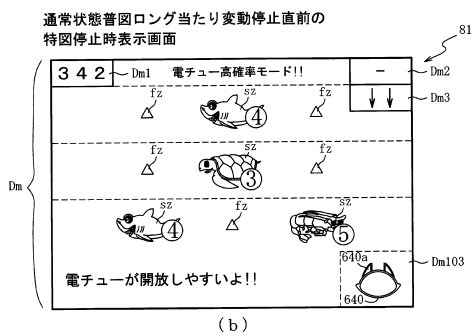 通常状態普図ロング当たり変動停止直前の
特図停止時表示画面
81
342
Dm1
電チュー高確率モード!!
−
Dm2
↓↓
Dm3
fz
sz
fz
④
fz
sz
fz
③
Dm
sz
fz
sz
④
⑤
電チューが開放しやすいよ!!
640a
640
Dm103
(b)